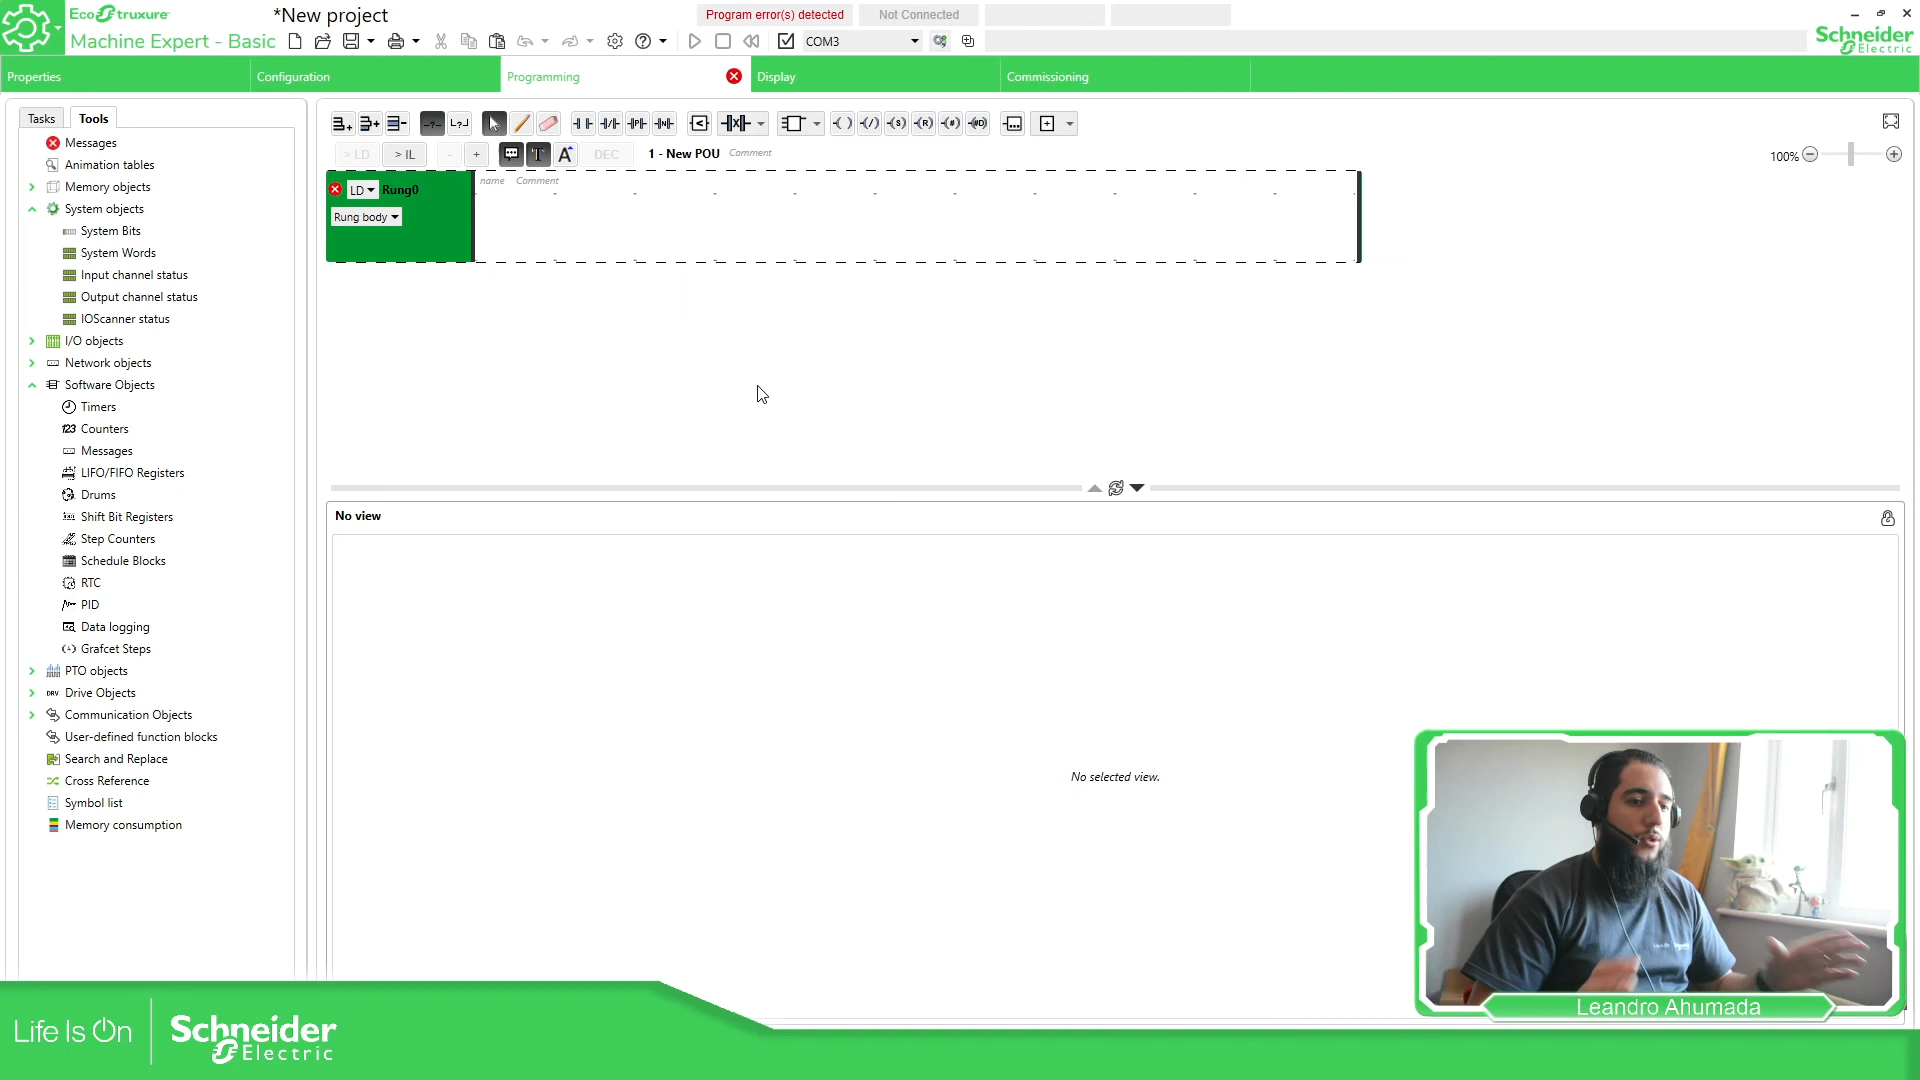 EcoStruxure
Machine Expert - Basic
*New project
Program error(s) detected
Not Connected
COM3
Schneider
Electric
Properties
Configuration
Programming
Display
Commissioning
Tasks
Tools
Messages
Animation tables
Memory objects
System objects
System Bits
System Words
Input channel status
Output channel status
IOScanner status
I/O objects
Network objects
Software Objects
Timers
123 Counters
Messages
LIFO/FIFO Registers
Drums
Shift Bit Registers
Step Counters
Schedule Blocks
RTC
PID
Data logging
Grafcet Steps
PTO objects
DRV Drive Objects
Communication Objects
User-defined function blocks
Search and Replace
Cross Reference
Symbol list
Memory consumption
> LD
> IL
-
+
T
A
DEC
1 - New POU
Comment
100%
LD
Rung0
name
Comment
Rung body
No view
No selected view.
Leandro Ahumada
Life Is On
Schneider
Electric